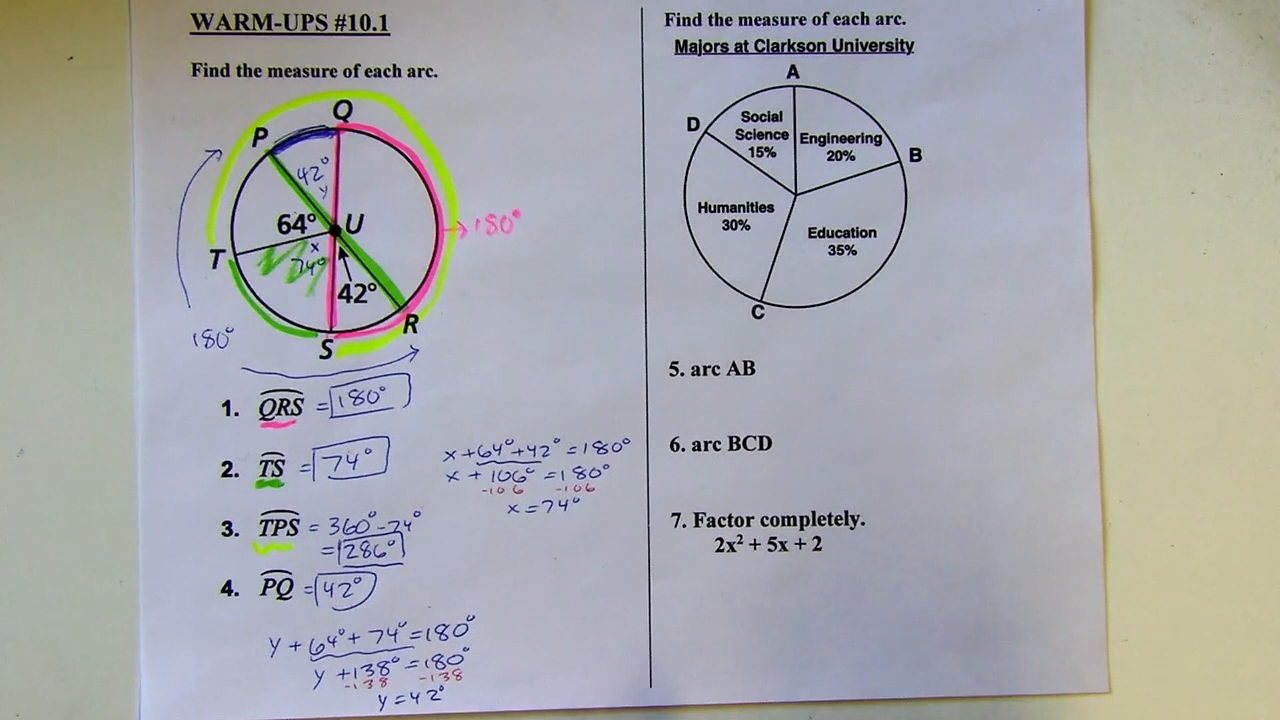 WARM-UPS #10.1
Find the measure of each arc.
Q
P
42°
y
64°
U
x
T
74°
42°
R
S
180°
180°
1. QRS = 180°
2. TS = 74°
x + 64° + 42° = 180°
x + 106° = 180°
-106 -106
x = 74°
3. TPS = 360° - 74°
= 286°
4. PQ = 42°
y + 64° + 74° = 180°
y + 138° = 180°
-138 -138
y = 42°
Find the measure of each arc.
Majors at Clarkson University
A
D
Social
Science
15%
Engineering
20%
B
Humanities
30%
Education
35%
C
5. arc AB
6. arc BCD
7. Factor completely.
2x² + 5x + 2